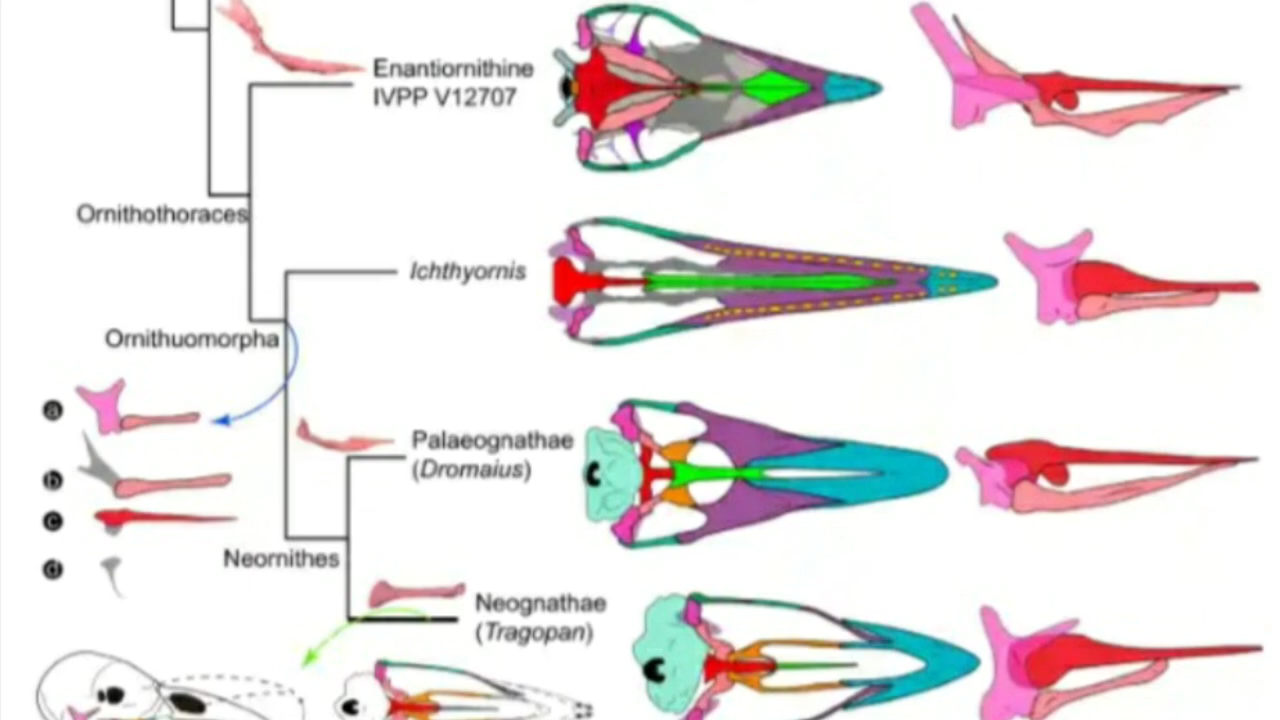 Enantiornithine
IVPP V12707
Ornithothoraces
Ichthyornis
Ornithuomorpha
a
Palaeognathae
(Dromaius)
b
c
Neornithes
d
Neognathae
(Tragopan)